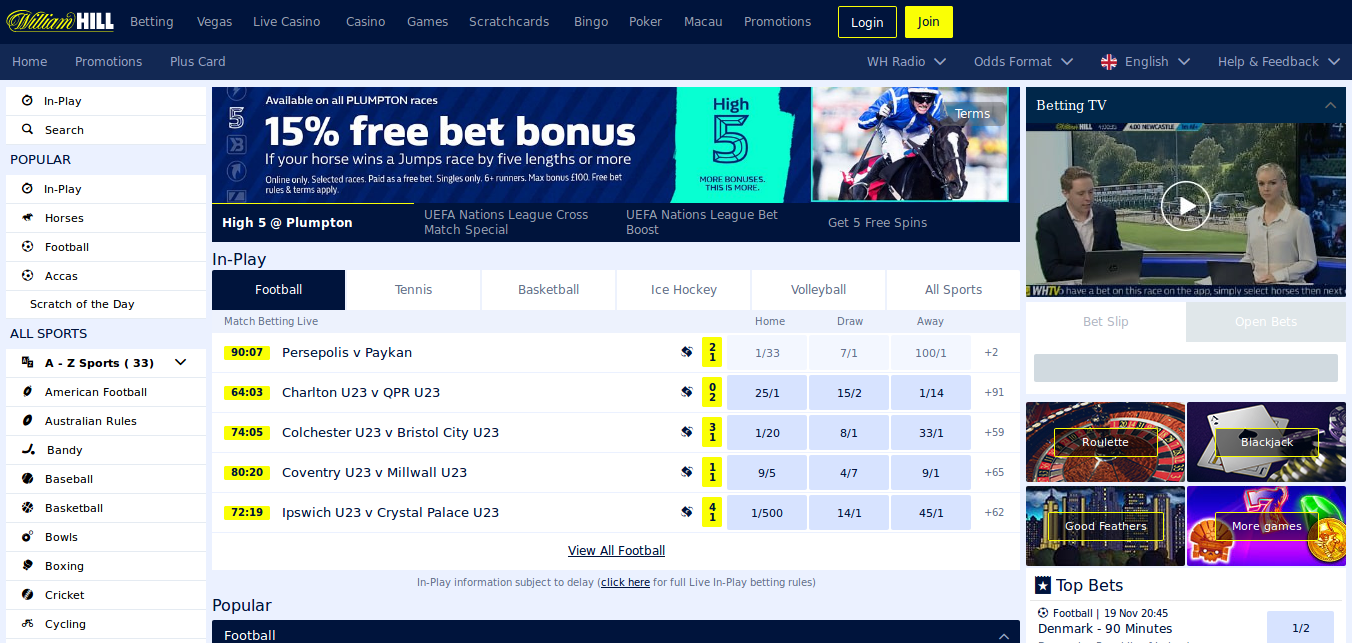 William HILL
Betting
Vegas
Live Casino
Casino
Games
Scratchcards
Bingo
Poker
Macau
Promotions
Login
Join
Home
Promotions
Plus Card
WH Radio
Odds Format
English
Help & Feedback
In-Play
Search
POPULAR
In-Play
Horses
Football
Accas
Scratch of the Day
ALL SPORTS
A - Z Sports ( 33)
American Football
Australian Rules
Bandy
Baseball
Basketball
Bowls
Boxing
Cricket
Cycling
Available on all PLUMPTON races
15% free bet bonus
If your horse wins a Jumps race by five lengths or more
Online only. Selected races. Paid as a free bet. Singles only. 6+ runners. Max bonus £100. Free bet
rules & terms apply.
5
High
5
MORE BONUSES.
THIS IS MORE.
Terms
High 5 @ Plumpton
UEFA Nations League Cross
Match Special
UEFA Nations League Bet
Boost
Get 5 Free Spins
In-Play
Football
Tennis
Basketball
Ice Hockey
Volleyball
All Sports
Match Betting Live
Home
Draw
Away
90:07 Persepolis v Paykan 2 1 1/33 7/1 100/1 +2
64:03 Charlton U23 v QPR U23 0 2 25/1 15/2 1/14 +91
74:05 Colchester U23 v Bristol City U23 3 1 1/20 8/1 33/1 +59
80:20 Coventry U23 v Millwall U23 1 1 9/5 4/7 9/1 +65
72:19 Ipswich U23 v Crystal Palace U23 4 1 1/500 14/1 45/1 +62
View All Football
In-Play information subject to delay (click here for full Live In-Play betting rules)
Popular
Football
Betting TV
William HILL
4.00 NEWCASTLE
WHTV
o have a bet on this race on the app, simply select horses then next
Bet Slip
Open Bets
Roulette
Blackjack
Good Feathers
More games
Top Bets
Football | 19 Nov 20:45
Denmark - 90 Minutes
1/2